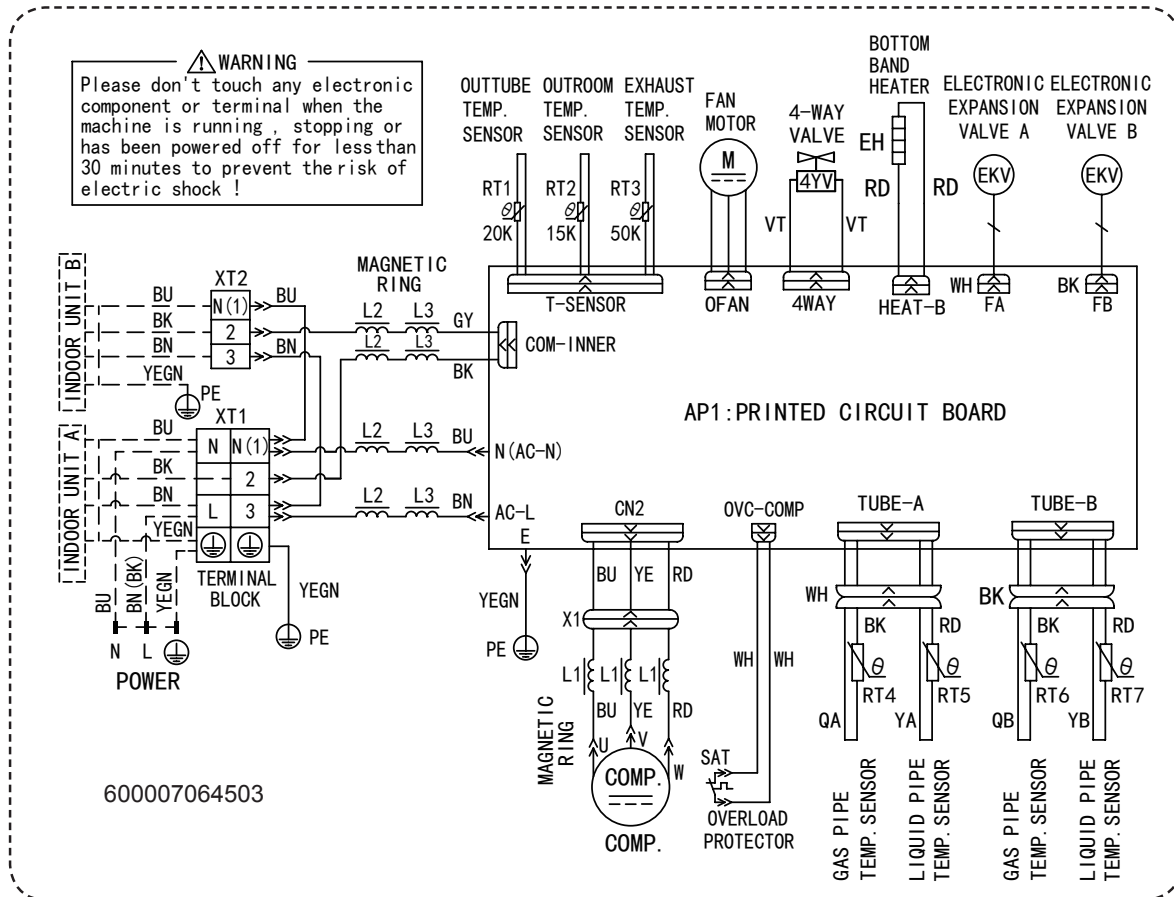 WARNING
Please don't touch any electronic
component or terminal when the
machine is running , stopping or
has been powered off for less than
30 minutes to prevent the risk of
electric shock !
OUTTUBE
TEMP.
SENSOR
OUTROOM
TEMP.
SENSOR
EXHAUST
TEMP.
SENSOR
FAN
MOTOR
4-WAY
VALVE
BOTTOM
BAND
HEATER
ELECTRONIC
EXPANSION
VALVE A
ELECTRONIC
EXPANSION
VALVE B
RT1
20K
θ
RT2
15K
θ
RT3
50K
θ
M
4YV
VT
VT
EH
RD
RD
EKV
EKV
WH
BK
T-SENSOR
OFAN
4WAY
HEAT-B
FA
FB
INDOOR UNIT B
BU
BK
BN
YEGN
PE
XT2
N(1)
2
3
BU
BN
MAGNETIC
RING
L2
L3
GY
L2
L3
BK
COM-INNER
AP1:PRINTED CIRCUIT BOARD
INDOOR UNIT A
BU
BK
BN
YEGN
XT1
N
N(1)
2
L
3
TERMINAL
BLOCK
L2
L3
BU
N(AC-N)
L2
L3
BN
AC-L
E
YEGN
PE
YEGN
PE
BU
BN(BK)
YEGN
N
L
POWER
CN2
BU
YE
RD
X1
L1
L1
L1
BU
YE
RD
MAGNETIC
RING
U
V
W
COMP.
COMP.
OVC-COMP
WH
WH
SAT
OVERLOAD
PROTECTOR
TUBE-A
WH
BK
RD
θ
θ
RT4
RT5
QA
YA
GAS PIPE
TEMP.SENSOR
LIQUID PIPE
TEMP.SENSOR
TUBE-B
BK
BK
RD
θ
θ
RT6
RT7
QB
YB
GAS PIPE
TEMP.SENSOR
LIQUID PIPE
TEMP.SENSOR
600007064503